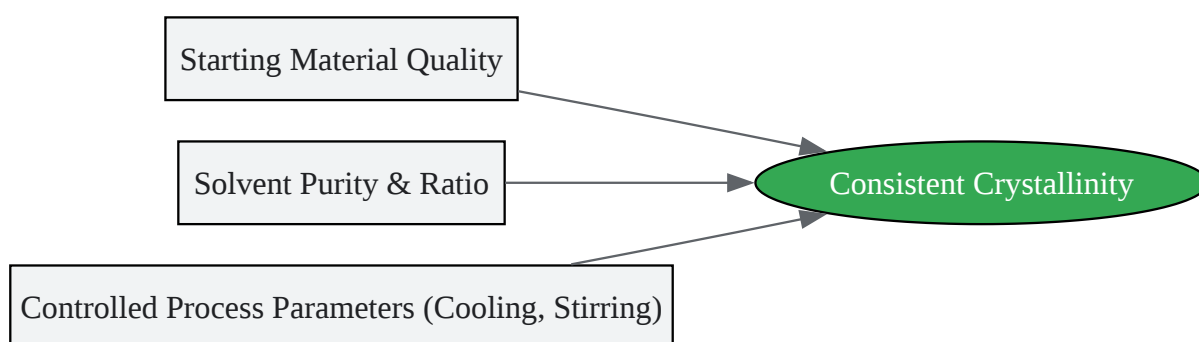 Starting Material Quality
Solvent Purity & Ratio
Consistent Crystallinity
Controlled Process Parameters (Cooling, Stirring)